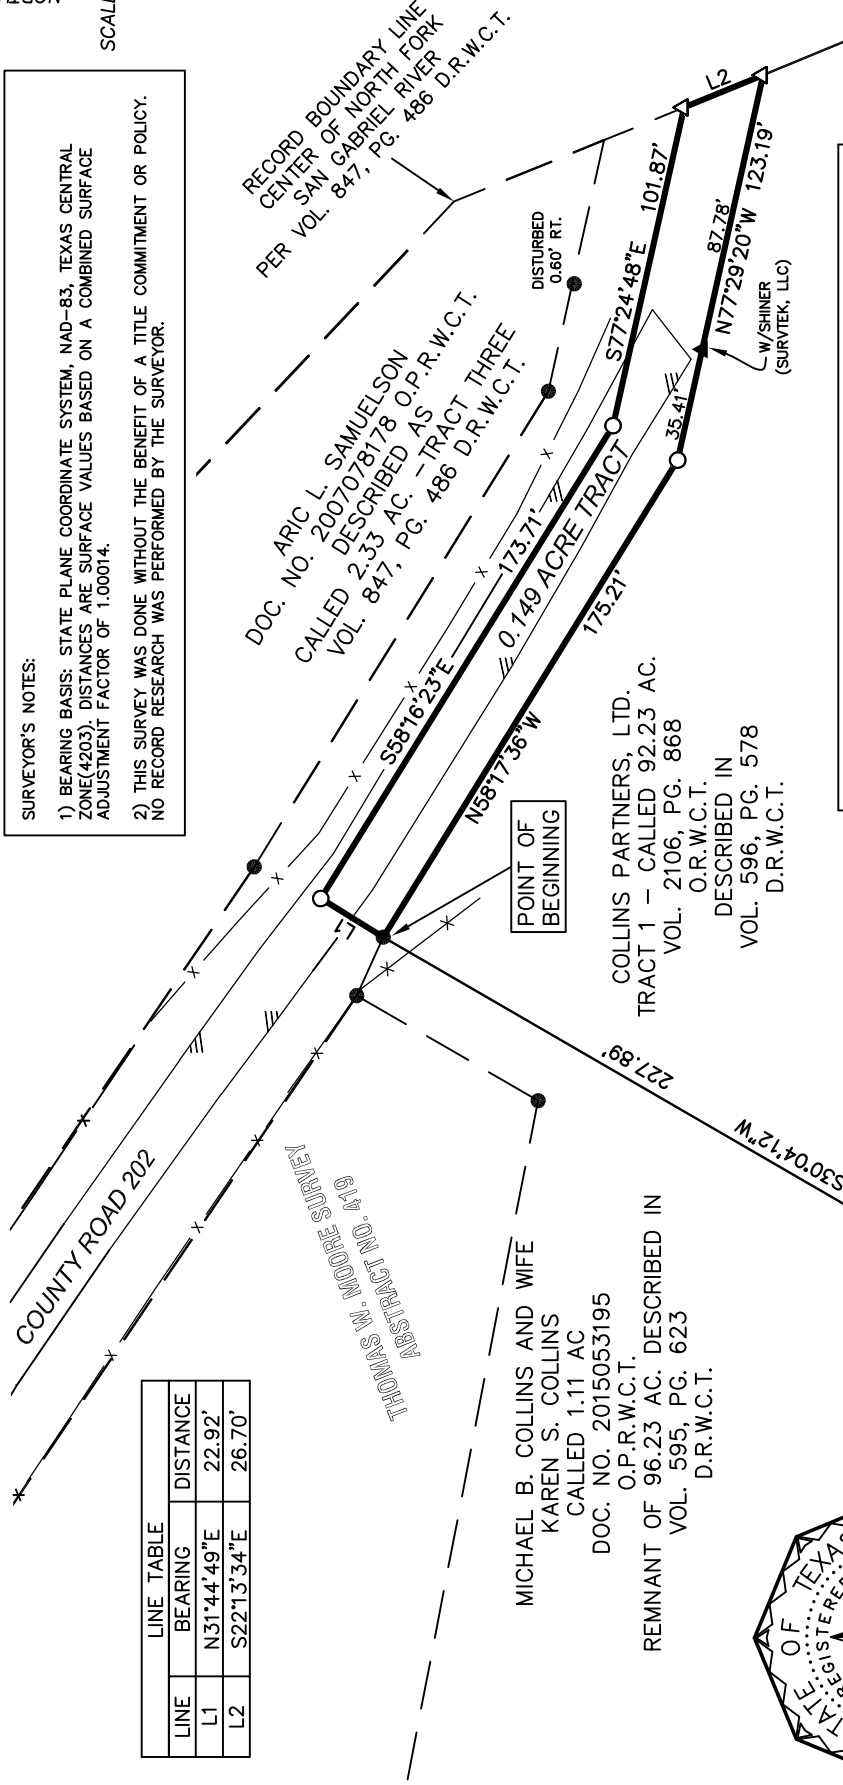 SCAL
SURVEYOR'S NOTES:
1) BEARING BASIS: STATE PLANE COORDINATE SYSTEM, NAD-83, TEXAS CENTRAL
ZONE(4203). DISTANCES ARE SURFACE VALUES BASED ON A COMBINED SURFACE
ADJUSTMENT FACTOR OF 1.00014.
2) THIS SURVEY WAS DONE WITHOUT THE BENEFIT OF A TITLE COMMITMENT OR POLICY.
NO RECORD RESEARCH WAS PERFORMED BY THE SURVEYOR.
RECORD BOUNDARY LINE
CENTER OF NORTH FORK
SAN GABRIEL RIVER
PER VOL. 847, PG. 486 D.R.W.C.T.
L2
DISTURBED
0.60' RT.
101.87'
S77°24'48"E
87.78'
N77°29'20"W 123.19'
W/SHINER
(SURVTEK, LLC)
35.41'
ARIC L. SAMUELSON
DOC. NO. 2007078178 O.P.R.W.C.T.
DESCRIBED AS
CALLED 2.33 AC. -TRACT THREE
VOL. 847, PG. 486 D.R.W.C.T.
173.71'
S58°16'23"E
0.149 ACRE TRACT
175.21'
N58°17'36"W
L1
POINT OF
BEGINNING
COLLINS PARTNERS, LTD.
TRACT 1 - CALLED 92.23 AC.
VOL. 2106, PG. 868
O.R.W.C.T.
DESCRIBED IN
VOL. 596, PG. 578
D.R.W.C.T.
227.89'
S30°04'12"W
COUNTY ROAD 202
THOMAS W. MOORE SURVEY
ABSTRACT NO. 419
MICHAEL B. COLLINS AND WIFE
KAREN S. COLLINS
CALLED 1.11 AC
DOC. NO. 2015053195
O.P.R.W.C.T.
REMNANT OF 96.23 AC. DESCRIBED IN
VOL. 595, PG. 623
D.R.W.C.T.
LINE TABLE
LINE BEARING DISTANCE
L1 N31°44'49"E 22.92'
L2 S22°13'34"E 26.70'
TATE OF TEXAS
REGISTERE